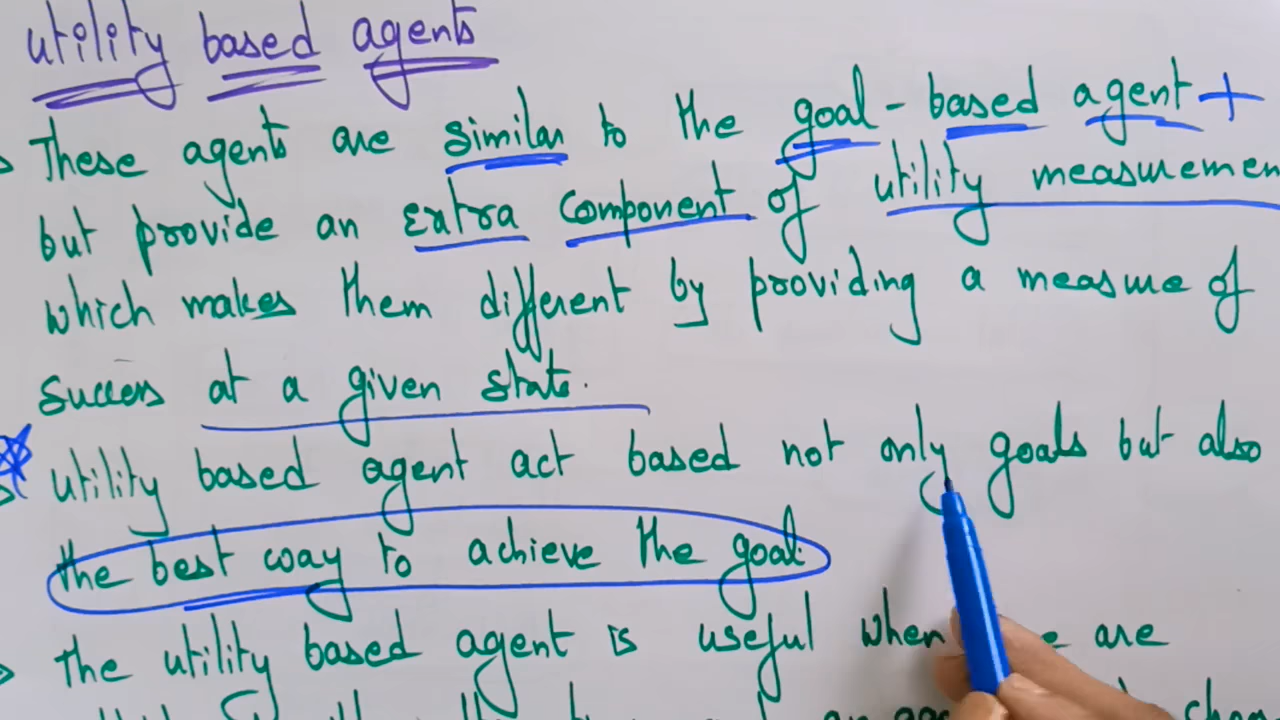 utility based agents
These agents are similar to the goal-based agent +
but provide an extra component of utility measuremen
which makes them different by providing a measure of
success at a given state.
utility based agent act based not only goals but also
the best way to achieve the goal.
The utility based agent is useful when are